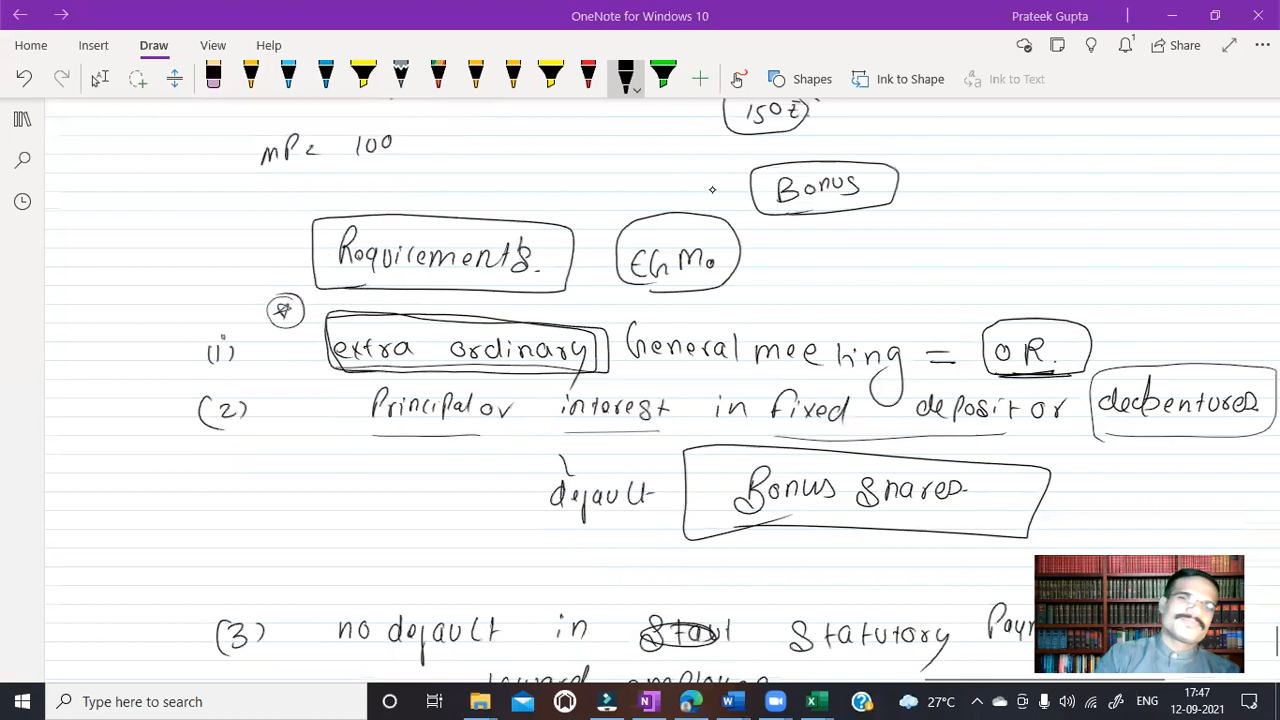 OneNote for Windows 10
Prateek Gupta
Home Insert Draw View Help
Share
Shapes Ink to Shape Ink to Text
150₹
MP = 100
Bonus
Requirements. EGM.
(1) extra ordinary General meeting = OR.
(2) Principal or interest in fixed deposit or debentures
default Bonus Shares.
(3) no default in Statutory
toward employee
Type here to search
27°C
ENG
17:47
12-09-2021